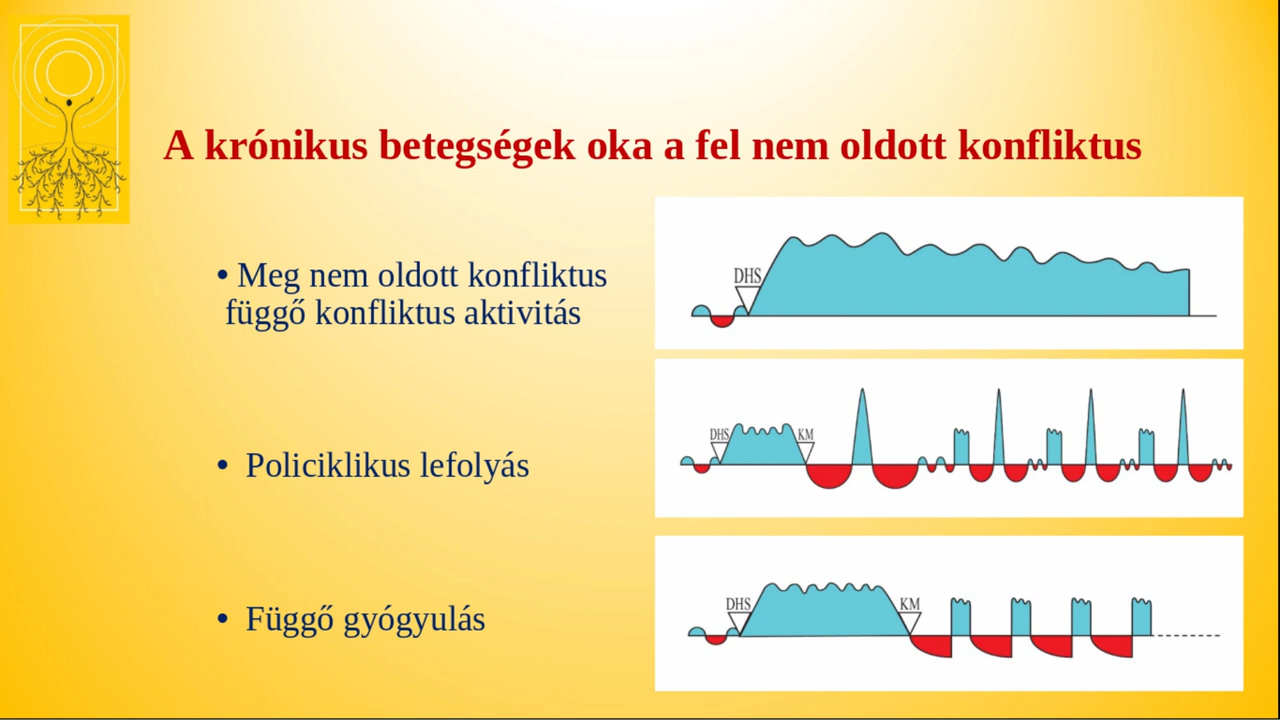 A krónikus betegségek oka a fel nem oldott konfliktus
• Meg nem oldott konfliktus
függő konfliktus aktivitás
DHS
• Policiklikus lefolyás
DHS KM
• Függő gyógyulás
DHS KM